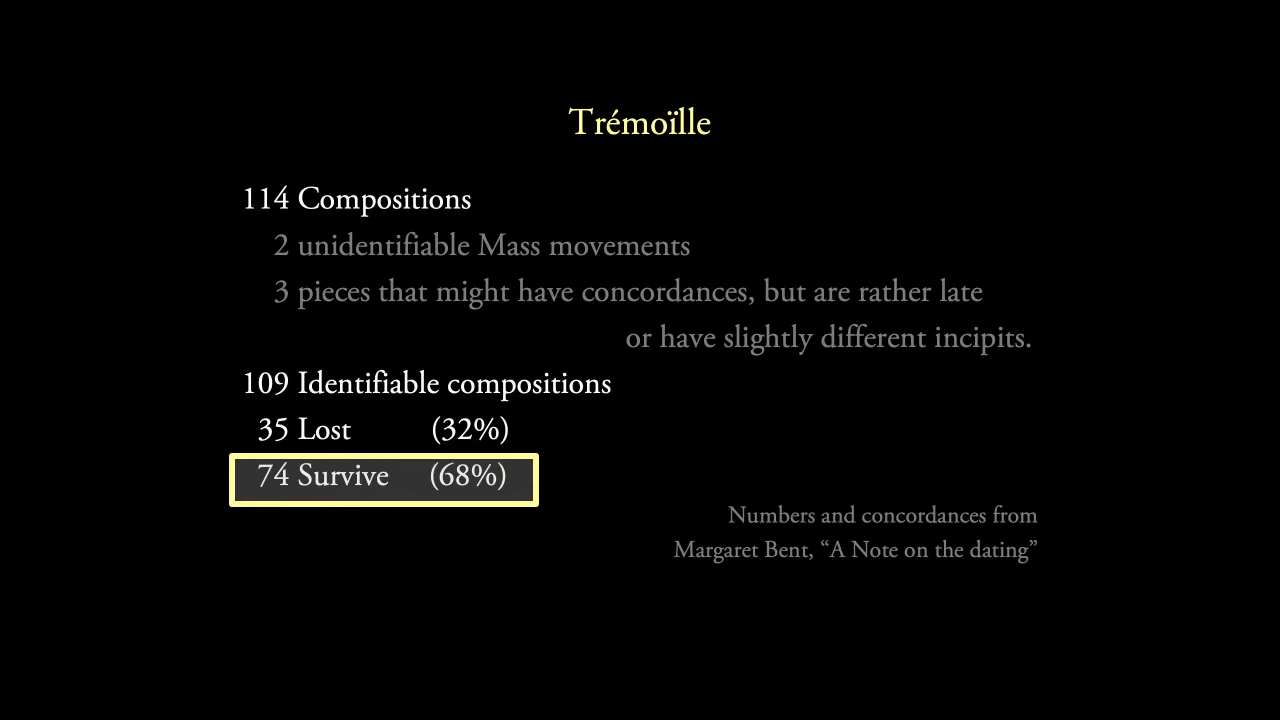 Trémoïlle
114 Compositions
2 unidentifiable Mass movements
3 pieces that might have concordances, but are rather late
or have slightly different incipits.
109 Identifiable compositions
35 Lost (32%)
74 Survive (68%)
Numbers and concordances from
Margaret Bent, “A Note on the dating”